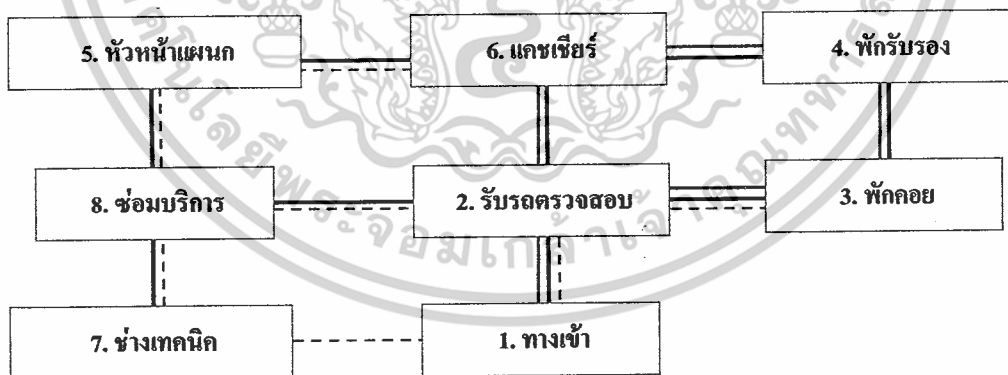 5. หัวหน้าแผนก
6. แคชเชียร์
4. พักรับรอง
8. ซ่อมบริการ
2. รับรถตรวจสอบ
3. พักคอย
7. ช่างเทคนิค
1. ทางเข้า